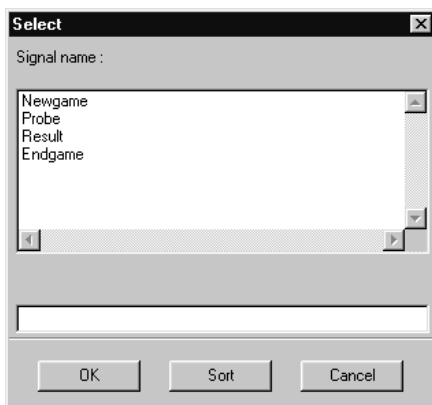 Select
Signal name :
Newgame
Probe
Result
Endgame
OK Sort Cancel